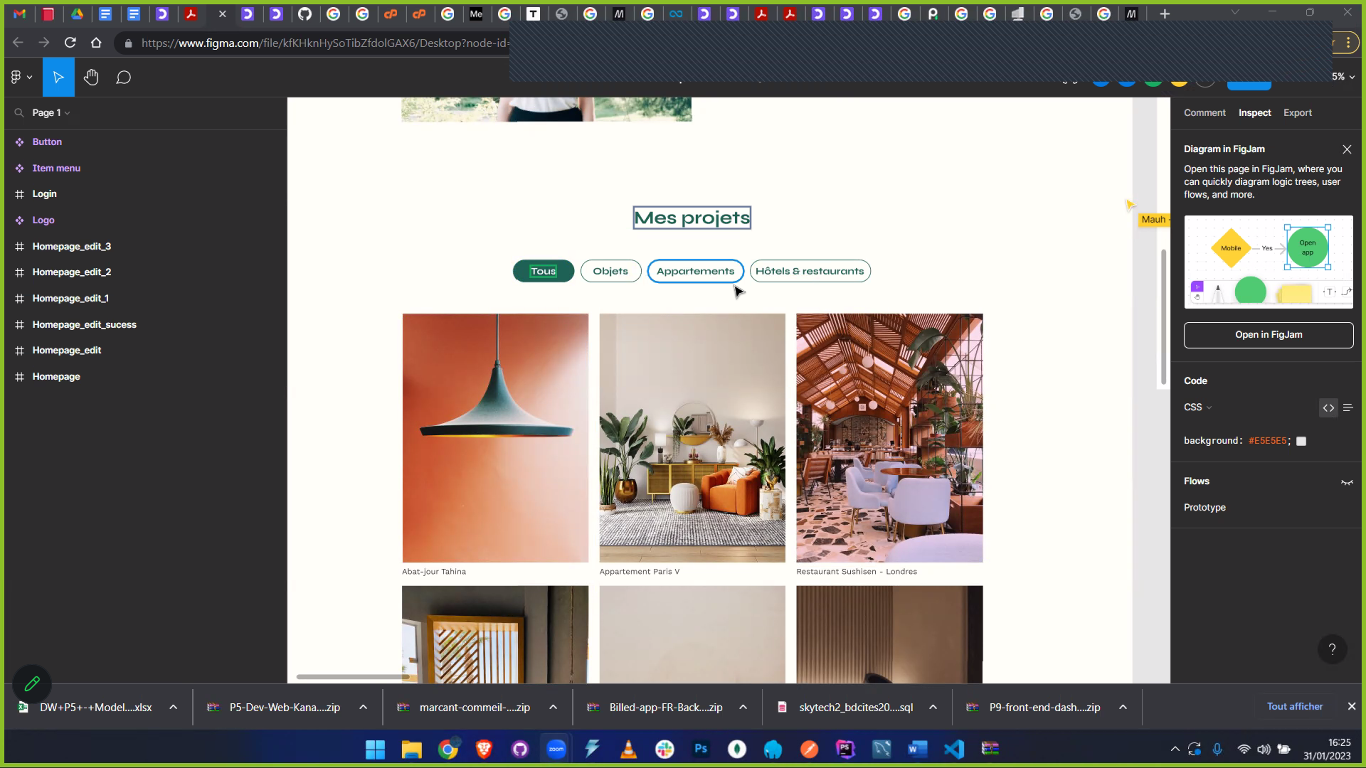 https://www.figma.com/file/kfKHknHySoTibZfdolGAX6/Desktop?node-id=
5%
Page 1
Button
Item menu
Login
Logo
Homepage_edit_3
Homepage_edit_2
Homepage_edit_1
Homepage_edit_sucess
Homepage_edit
Homepage
Mes projets
Tous
Objets
Appartements
Hôtels & restaurants
Mauh
Abat-jour Tahina
Appartement Paris V
Restaurant Sushisen - Londres
Comment
Inspect
Export
Diagram in FigJam
Open this page in FigJam, where you
can quickly diagram logic trees, user
flows, and more.
Mobile
Yes
Open
app
Open in FigJam
Code
CSS
background: #E5E5E5;
Flows
Prototype
?
DW+P5+-+Model....xlsx
P5-Dev-Web-Kana....zip
marcant-commeil-....zip
Billed-app-FR-Back....zip
skytech2_bdcites20....sql
P9-front-end-dash....zip
Tout afficher
zoom
Ps
16:25
31/01/2023